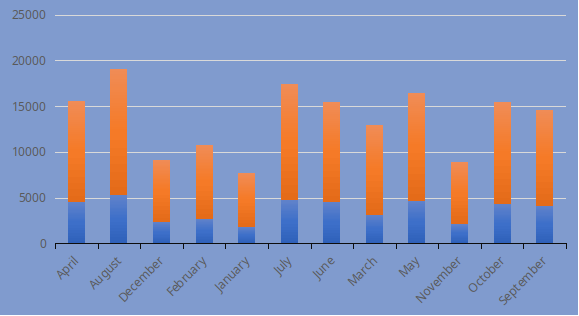 25000
20000
15000
10000
5000
0
April
August
December
February
January
July
June
March
May
November
October
September